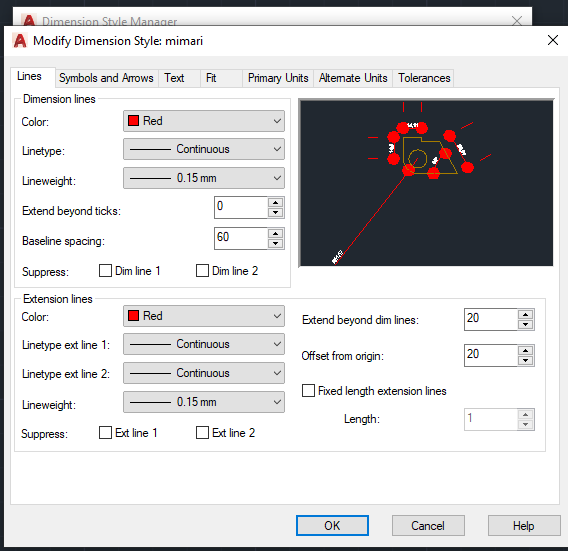 Dimension Style Manager
Modify Dimension Style: mimari
Lines Symbols and Arrows Text Fit Primary Units Alternate Units Tolerances
Dimension lines
Color: Red
Linetype: Continuous
Lineweight: 0.15 mm
Extend beyond ticks: 0
Baseline spacing: 60
Suppress: Dim line 1 Dim line 2
Extension lines
Color: Red
Linetype ext line 1: Continuous
Linetype ext line 2: Continuous
Lineweight: 0.15 mm
Suppress: Ext line 1 Ext line 2
Extend beyond dim lines: 20
Offset from origin: 20
Fixed length extension lines
Length: 1
OK Cancel Help